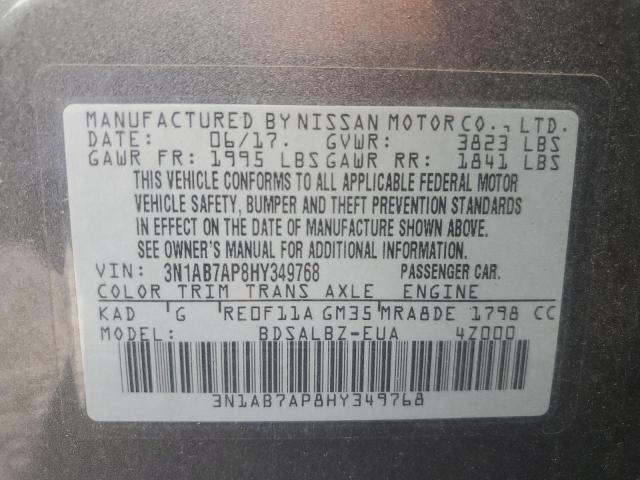 MANUFACTURED BY NISSAN MOTOR CO., LTD.
DATE: 06/17. GVWR: 3823 LBS
GAWR FR: 1995 LBS GAWR RR: 1841 LBS
THIS VEHICLE CONFORMS TO ALL APPLICABLE FEDERAL MOTOR
VEHICLE SAFETY, BUMPER AND THEFT PREVENTION STANDARDS
IN EFFECT ON THE DATE OF MANUFACTURE SHOWN ABOVE.
SEE OWNER'S MANUAL FOR ADDITIONAL INFORMATION.
VIN: 3N1AB7AP8HY349768 PASSENGER CAR.
COLOR TRIM TRANS AXLE ENGINE
KAD G RE0F11A GM35 MRA8DE 1798 CC
MODEL: BDSALBZ-EUA 4Z000
3N1AB7AP8HY349768